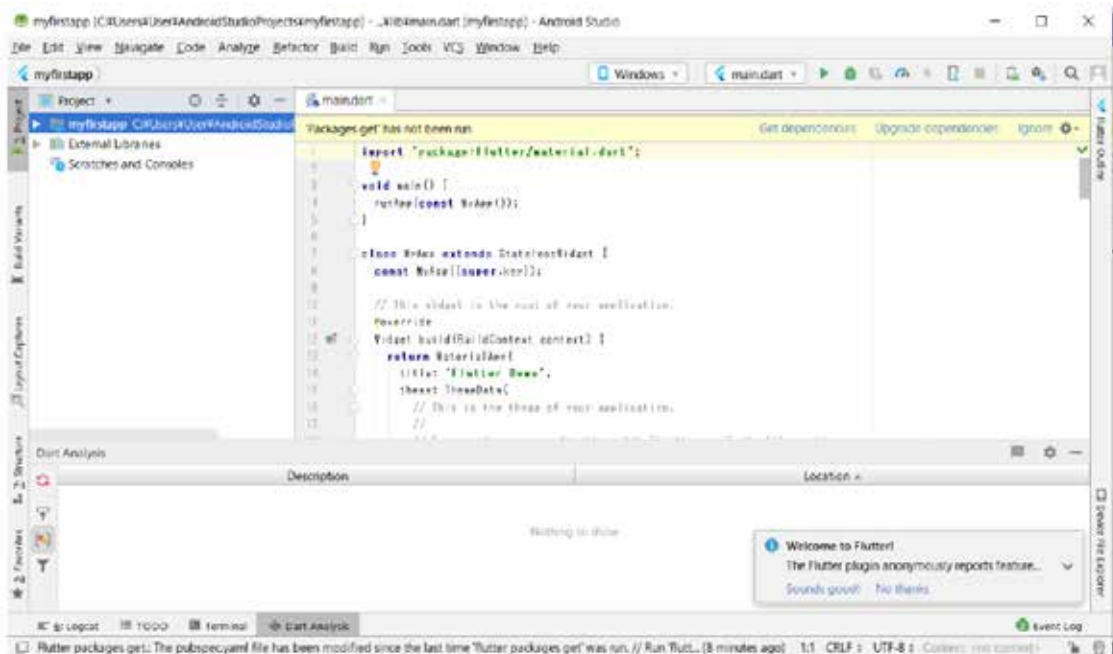 myfirstapp [C:¥Users¥User¥AndroidStudioProjects¥myfirstapp] - ...¥lib¥main.dart [myfirstapp] - Android Studio
File Edit View Navigate Code Analyze Refactor Build Run Tools VCS Window Help
myfirstapp
Windows
main.dart
Project
main.dart
myfirstapp C:¥Users¥User¥AndroidStudio
External Libraries
Scratches and Consoles
'Packages get' has not been run
Get dependencies Upgrade dependencies Ignore
import 'package:flutter/material.dart';
void main() {
runApp(const MyApp());
}
class MyApp extends StatelessWidget {
const MyApp({super.key});
// This widget is the root of your application.
@override
Widget build(BuildContext context) {
return MaterialApp(
title: 'Flutter Demo',
theme: ThemeData(
// This is the theme of your application.
//
1: Project
Build Variants
Layout Captures
Z: Structure
2: Favorites
Flutter Outline
Device File Explorer
Dart Analysis
Description
Location
Nothing to show
Welcome to Flutter!
The Flutter plugin anonymously reports feature...
Sounds good! No thanks
6: Logcat TODO Terminal Dart Analysis
Event Log
Flutter packages get: The pubspec.yaml file has been modified since the last time 'flutter packages get' was run. // Run 'flutt... (8 minutes ago) 1:1 CRLF UTF-8